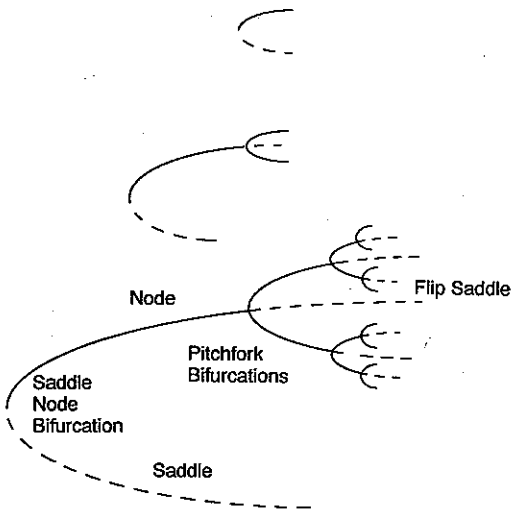 Node
Flip Saddle
Pitchfork
Bifurcations
Saddle
Node
Bifurcation
Saddle